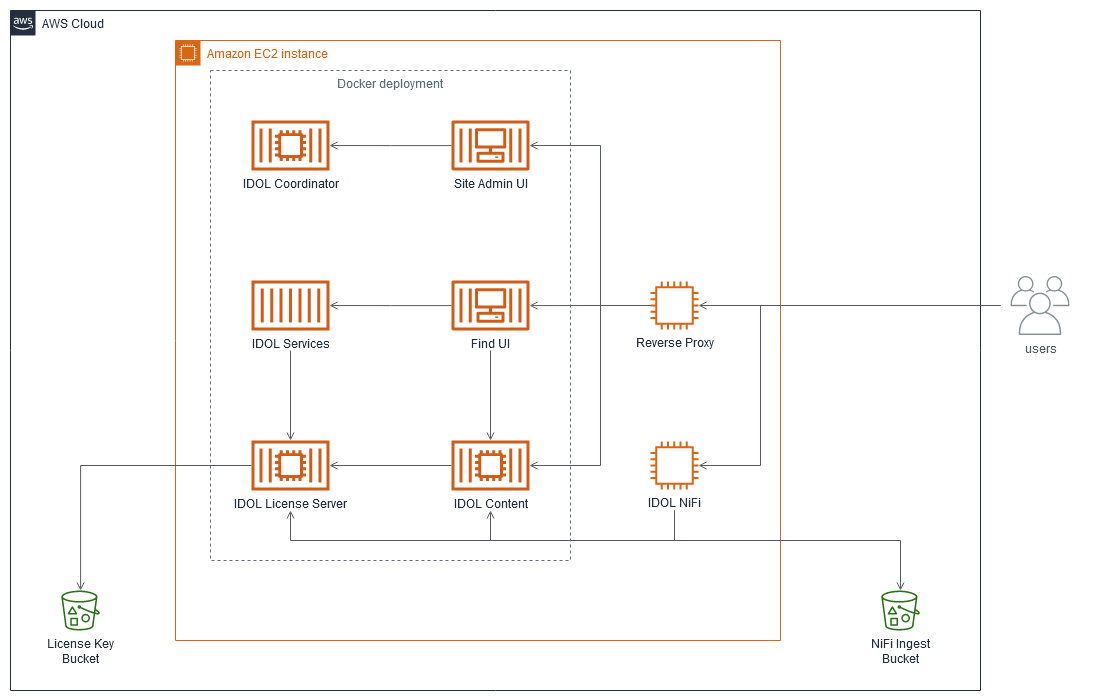 aws
AWS Cloud
Amazon EC2 instance
Docker deployment
IDOL Coordinator
Site Admin UI
IDOL Services
Find UI
Reverse Proxy
users
IDOL License Server
IDOL Content
IDOL NiFi
License Key
Bucket
NiFi Ingest
Bucket